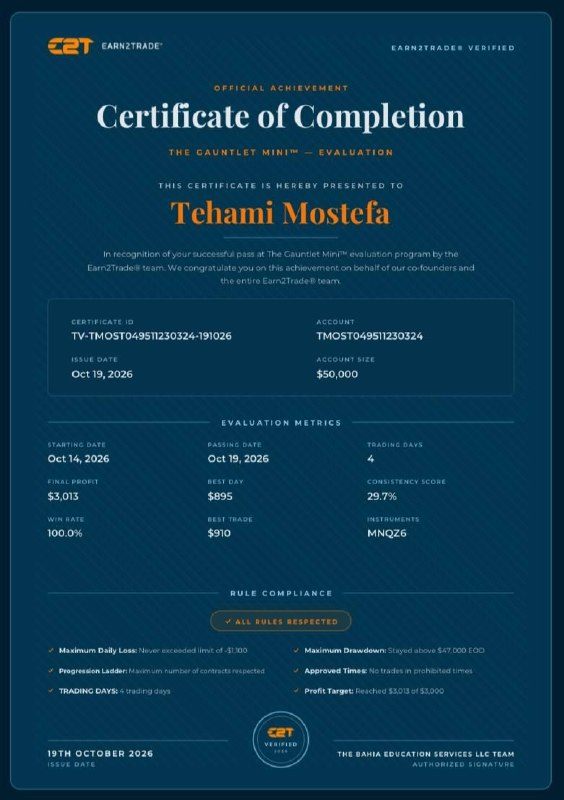 E2T EARN2TRADE®
EARN2TRADE® VERIFIED
OFFICIAL ACHIEVEMENT
Certificate of Completion
THE GAUNTLET MINI™ — EVALUATION
THIS CERTIFICATE IS HEREBY PRESENTED TO
Tehami Mostefa
In recognition of your successful pass at The Gauntlet Mini™ evaluation program by the
Earn2Trade® team. We congratulate you on this achievement on behalf of our co-founders and
the entire Earn2Trade® team.
CERTIFICATE ID ACCOUNT
TV-TMOST049511230324-191026 TMOST049511230324
ISSUE DATE ACCOUNT SIZE
Oct 19, 2026 $50,000
EVALUATION METRICS
STARTING DATE PASSING DATE TRADING DAYS
Oct 14, 2026 Oct 19, 2026 4
FINAL PROFIT BEST DAY CONSISTENCY SCORE
$3,013 $895 29.7%
WIN RATE BEST TRADE INSTRUMENTS
100.0% $910 MNQZ6
RULE COMPLIANCE
✓ ALL RULES RESPECTED
✓ Maximum Daily Loss: Never exceeded limit of -$1,100 ✓ Maximum Drawdown: Stayed above $47,000 EOD
✓ Progression Ladder: Maximum number of contracts respected ✓ Approved Times: No trades in prohibited times
✓ TRADING DAYS: 4 trading days ✓ Profit Target: Reached $3,013 of $3,000
E2T
VERIFIED
2026
19TH OCTOBER 2026 THE BAHIA EDUCATION SERVICES LLC TEAM
ISSUE DATE AUTHORIZED SIGNATURE